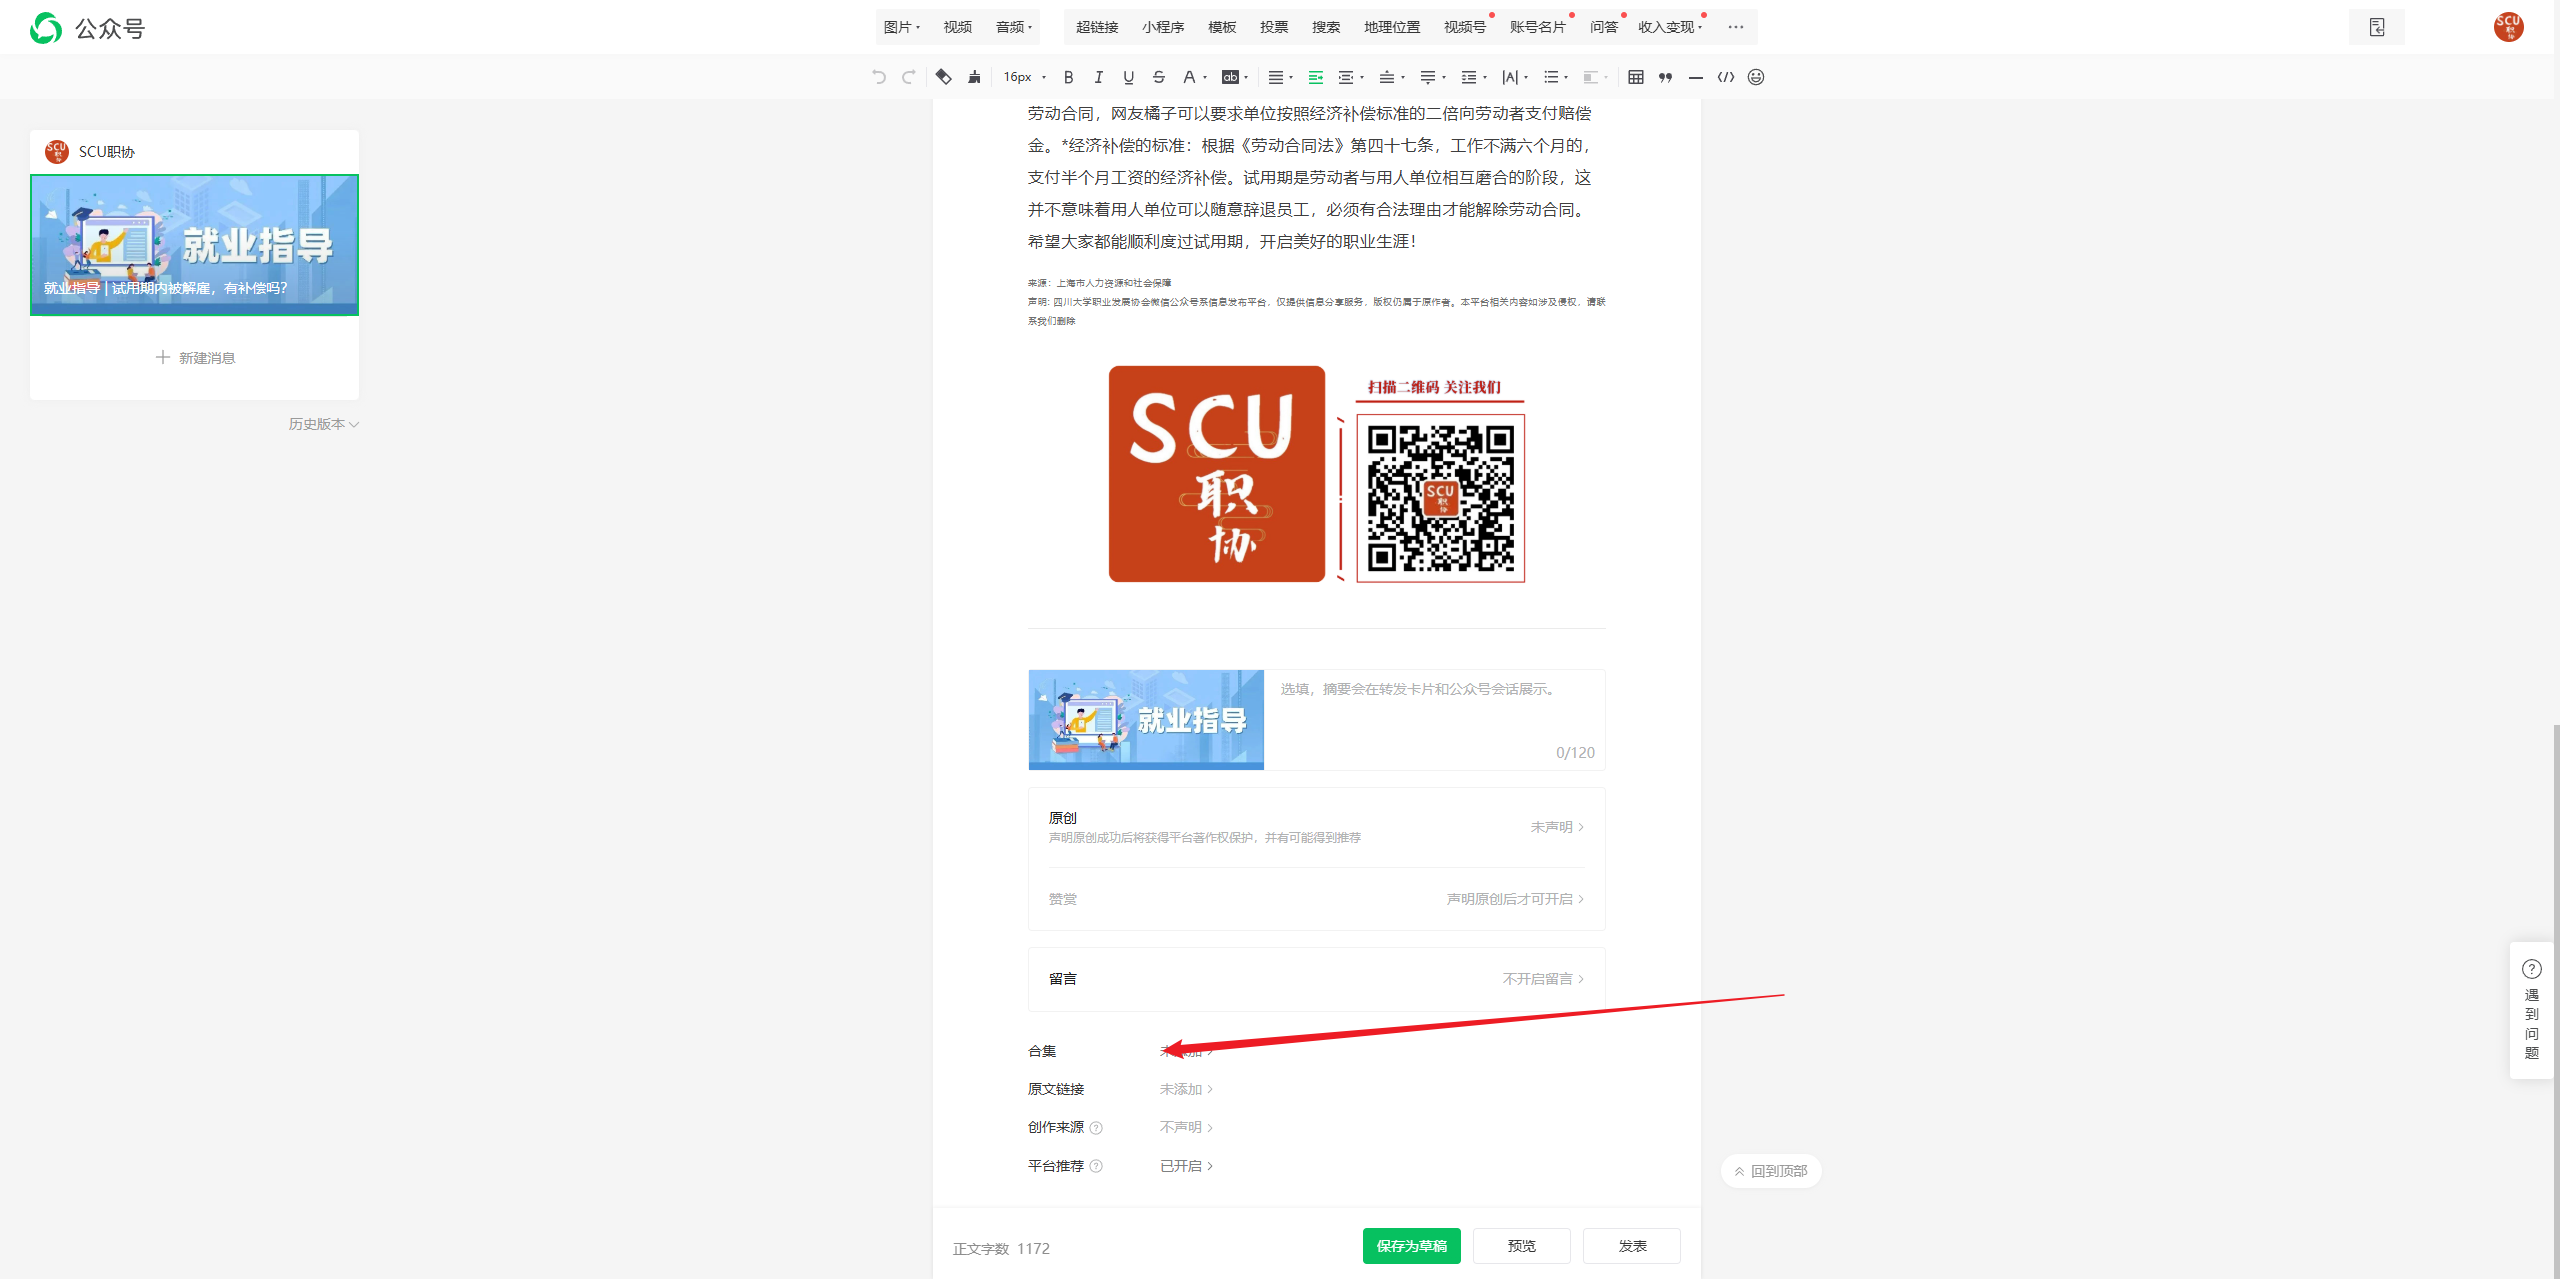 公众号
图片 视频 音频 超链接 小程序 模板 投票 搜索 地理位置 视频号 账号名片 问答 收入变现 ···
16px B I U S A ab A
SCU职协
就业指导
就业指导 | 试用期内被解雇，有补偿吗？
新建消息
历史版本
劳动合同，网友橘子可以要求单位按照经济补偿标准的二倍向劳动者支付赔偿
金。*经济补偿的标准：根据《劳动合同法》第四十七条，工作不满六个月的，
支付半个月工资的经济补偿。试用期是劳动者与用人单位相互磨合的阶段，这
并不意味着用人单位可以随意辞退员工，必须有合法理由才能解除劳动合同。
希望大家都能顺利度过试用期，开启美好的职业生涯！
来源：上海市人力资源和社会保障
声明: 四川大学职业发展协会微信公众号系信息发布平台，仅提供信息分享服务，版权仍属于原作者。本平台相关内容如涉及侵权，请联
系我们删除
SCU
职
协
扫描二维码 关注我们
SCU
职
协
就业指导
选填，摘要会在转发卡片和公众号会话展示。
0/120
原创
声明原创成功后将获得平台著作权保护，并有可能得到推荐
未声明
赞赏
声明原创后才可开启
留言
不开启留言
合集
原文链接 未添加
创作来源 不声明
平台推荐 已开启
遇到问题
回到顶部
正文字数 1172
保存为草稿 预览 发表